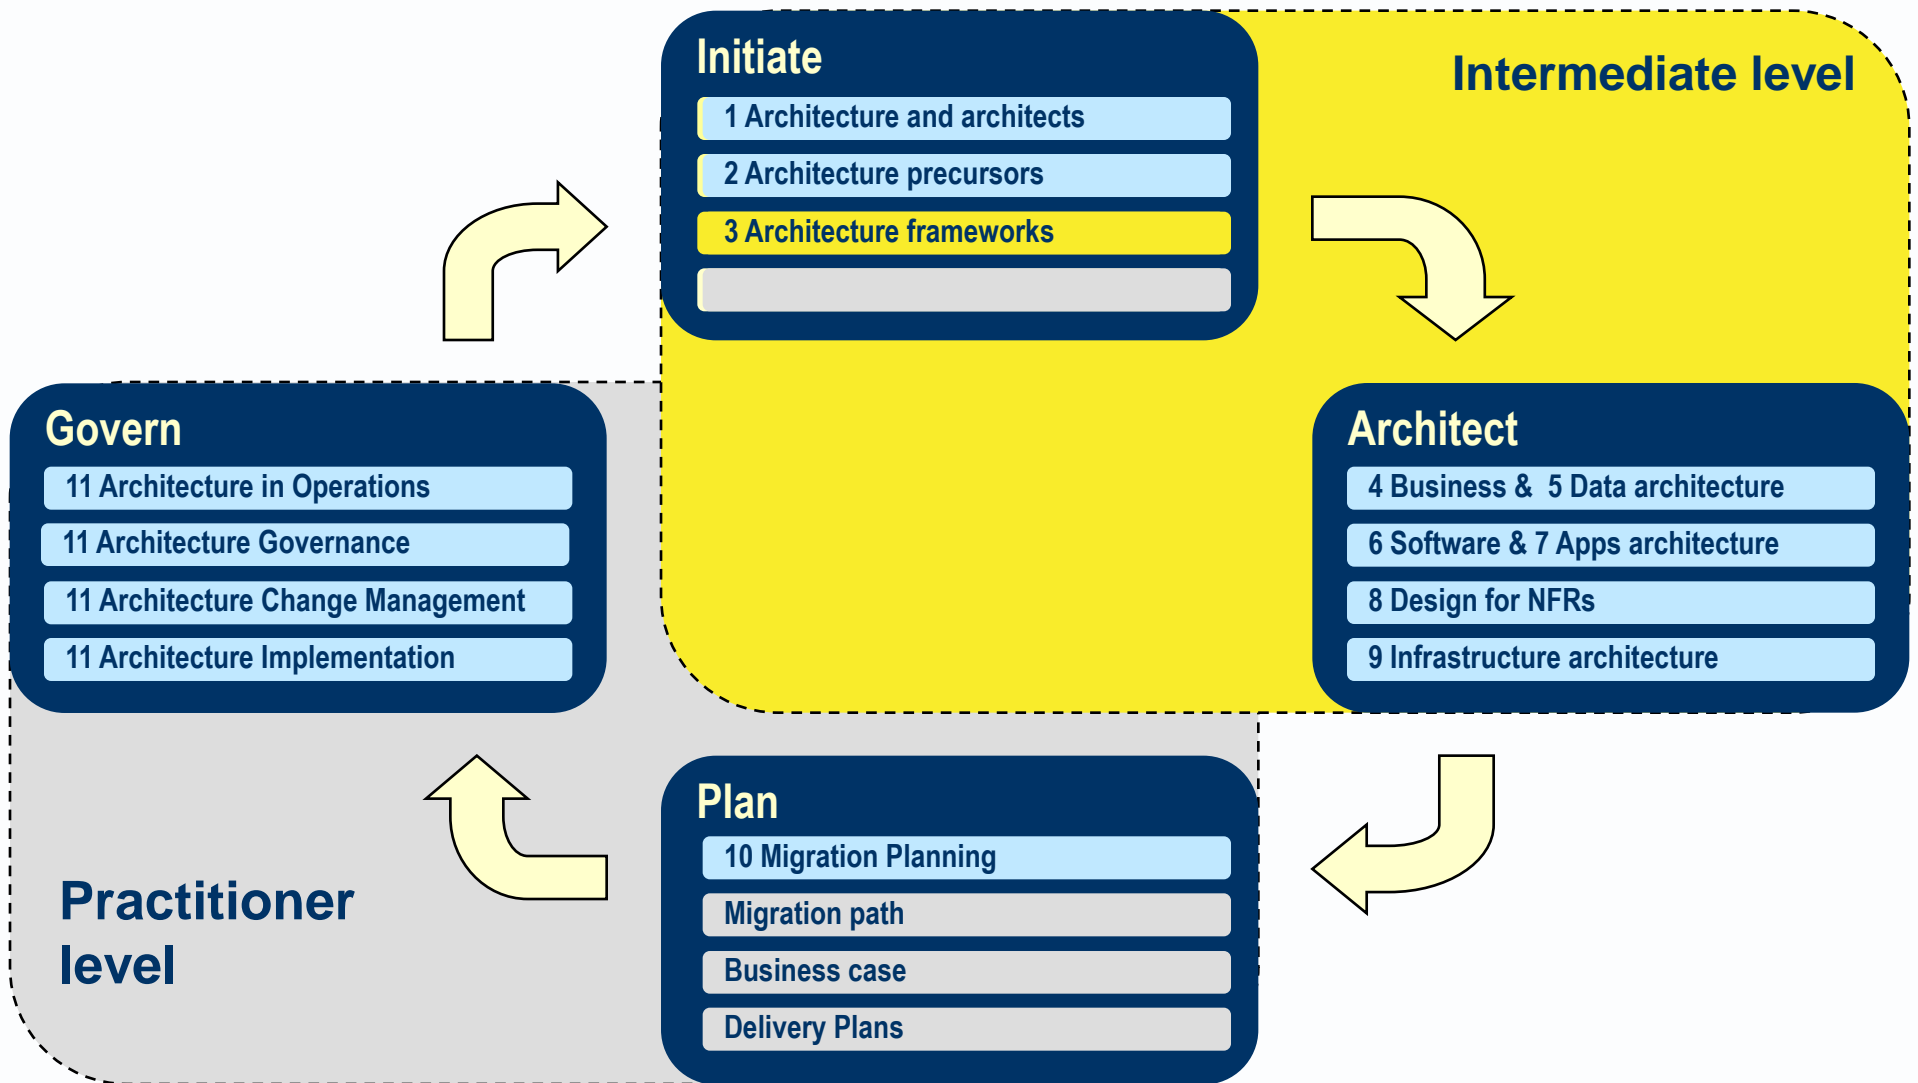 Initiate
1 Architecture and architects
2 Architecture precursors
3 Architecture frameworks
Intermediate level
Govern
11 Architecture in Operations
11 Architecture Governance
11 Architecture Change Management
11 Architecture Implementation
Architect
4 Business &  5 Data architecture
6 Software & 7 Apps architecture
8 Design for NFRs
9 Infrastructure architecture
Plan
10 Migration Planning
Migration path
Business case
Delivery Plans
Practitioner
level